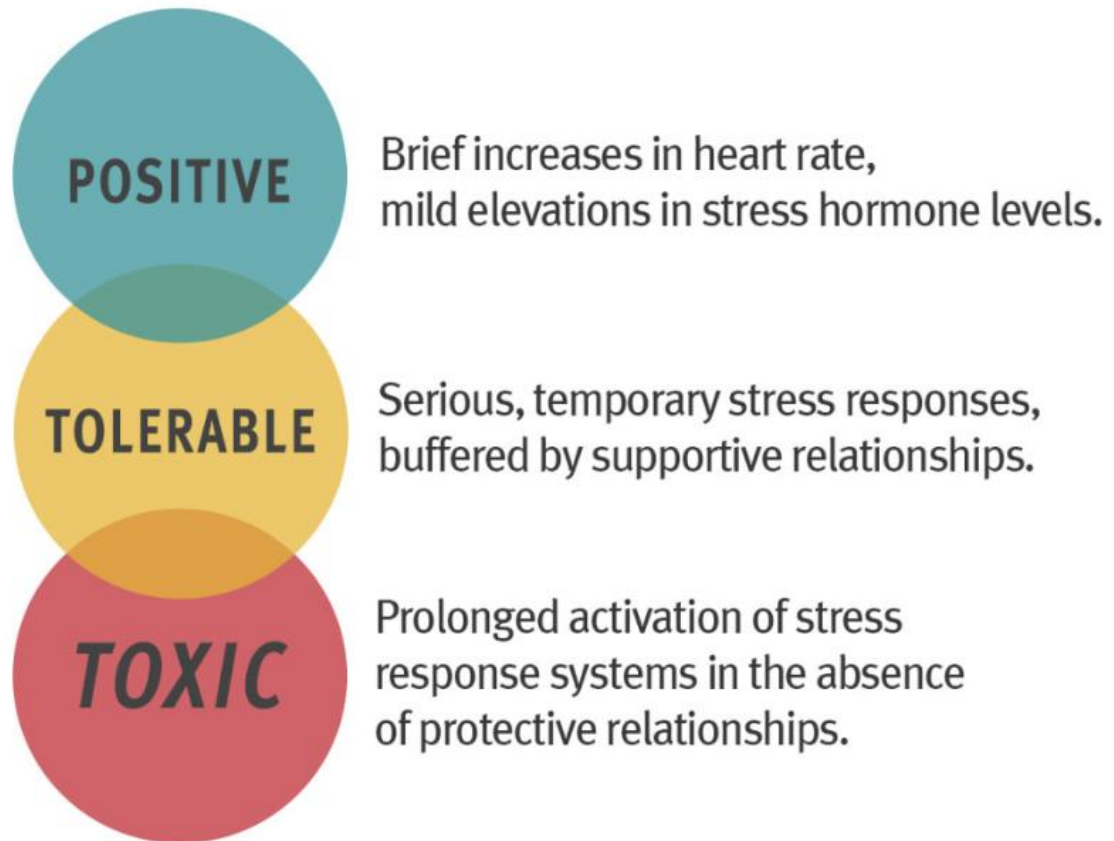 POSITIVE
Brief increases in heart rate,
mild elevations in stress hormone levels.
TOLERABLE
Serious, temporary stress responses,
buffered by supportive relationships.
TOXIC
Prolonged activation of stress
response systems in the absence
of protective relationships.